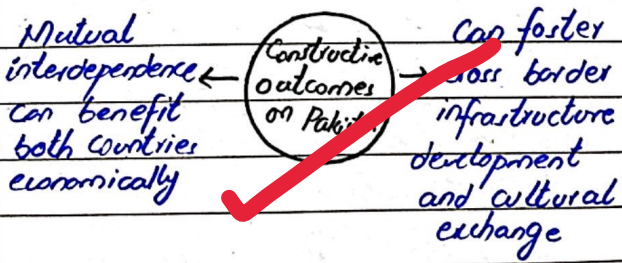 Mutual
interdependence
can benefit
both countries
economically
Constructive
outcomes
on
Can foster
cross border
infrastructure
development
and cultural
exchange